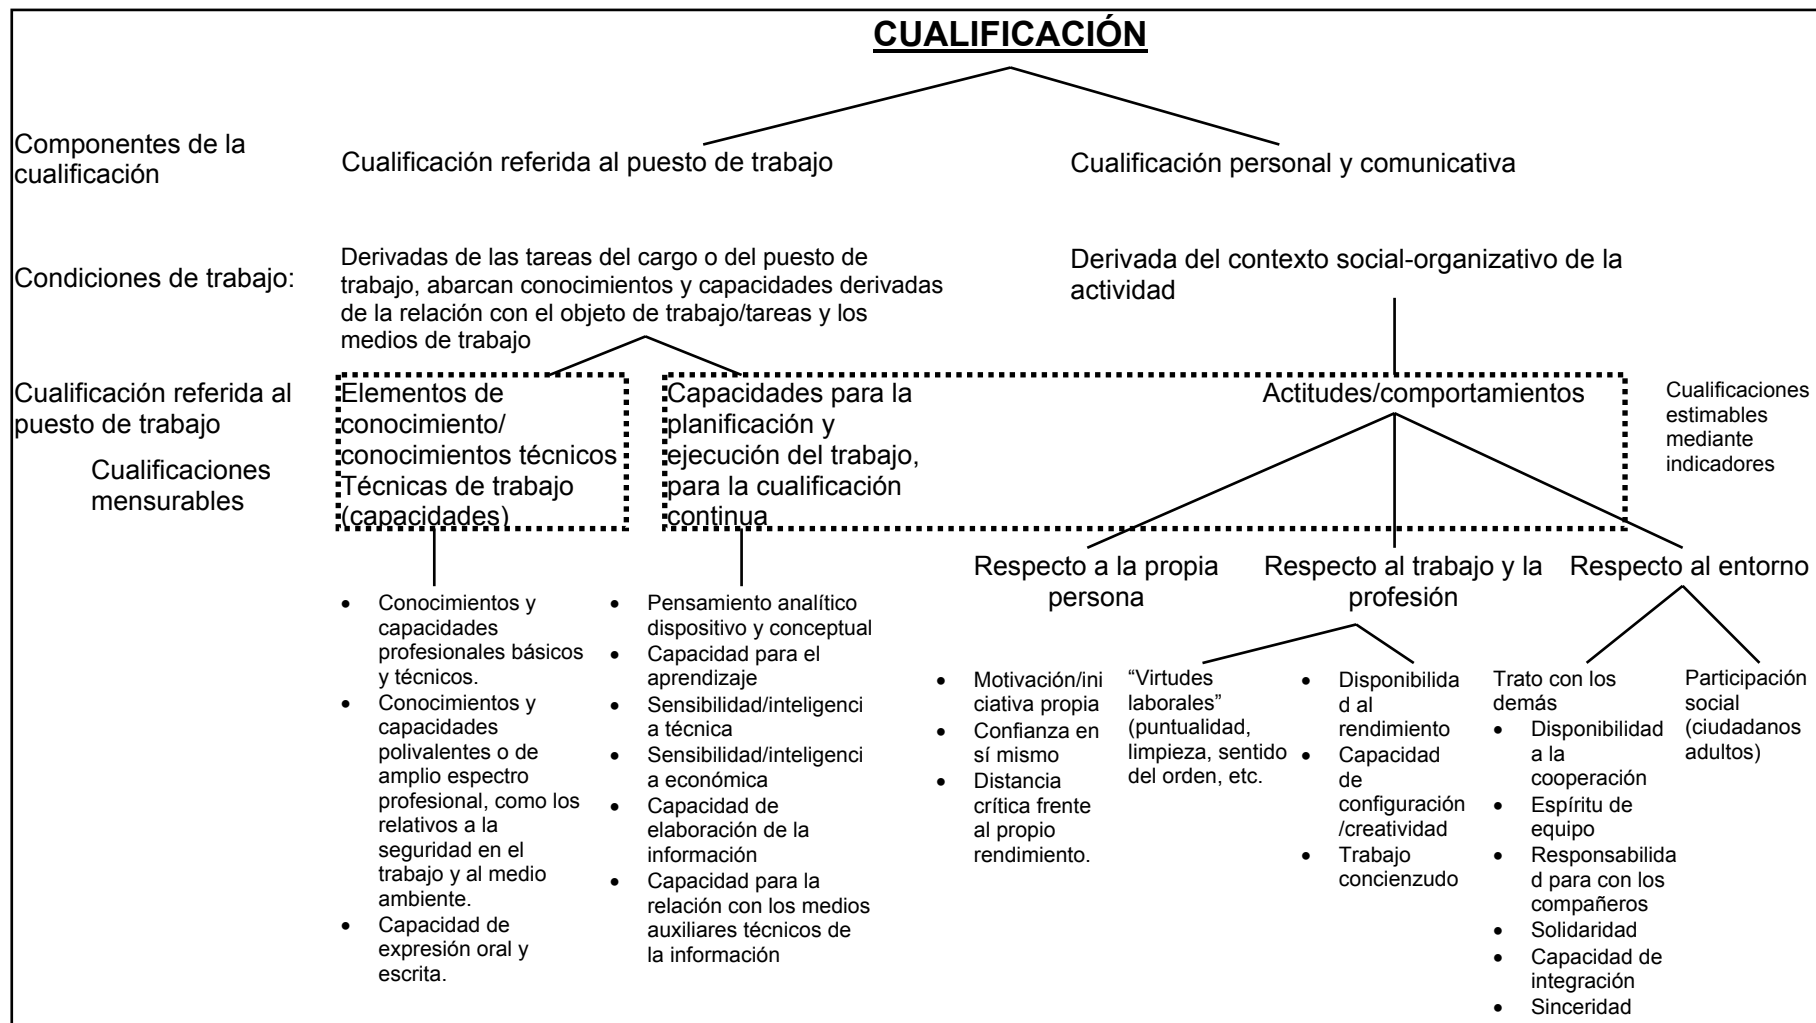 CUALIFICACIÓN
Componentes de la
cualificación
Cualificación referida al puesto de trabajo
Cualificación personal y comunicativa
Condiciones de trabajo:
Derivadas de las tareas del cargo o del puesto de
trabajo, abarcan conocimientos y capacidades derivadas
de la relación con el objeto de trabajo/tareas y los
medios de trabajo
Derivada del contexto social-organizativo de la
actividad
Cualificación referida al
puesto de trabajo
Cualificaciones
mensurables
Elementos de
conocimiento/
conocimientos técnicos
Técnicas de trabajo
(capacidades)
Capacidades para la
planificación y
ejecución del trabajo,
para la cualificación
continua
Actitudes/comportamientos
Cualificaciones
estimables
mediante
indicadores
Respecto a la propia
persona
Respecto al trabajo y la
profesión
Respecto al entorno
• Conocimientos y
capacidades
profesionales básicos
y técnicos.
• Conocimientos y
capacidades
polivalentes o de
amplio espectro
profesional, como los
relativos a la
seguridad en el
trabajo y al medio
ambiente.
• Capacidad de
expresión oral y
escrita.
• Pensamiento analítico
dispositivo y conceptual
• Capacidad para el
aprendizaje
• Sensibilidad/inteligenci
a técnica
• Sensibilidad/inteligenci
a económica
• Capacidad de
elaboración de la
información
• Capacidad para la
relación con los medios
auxiliares técnicos de
la información
• Motivación/ini
ciativa propia
• Confianza en
sí mismo
• Distancia
crítica frente
al propio
rendimiento.
“Virtudes
laborales”
(puntualidad,
limpieza, sentido
del orden, etc.
• Disponibilida
d al
rendimiento
• Capacidad
de
configuración
/creatividad
• Trabajo
concienzudo
Trato con los
demás
• Disponibilidad
a la
cooperación
• Espíritu de
equipo
• Responsabilida
d para con los
compañeros
• Solidaridad
• Capacidad de
integración
• Sinceridad
Participación
social
(ciudadanos
adultos)